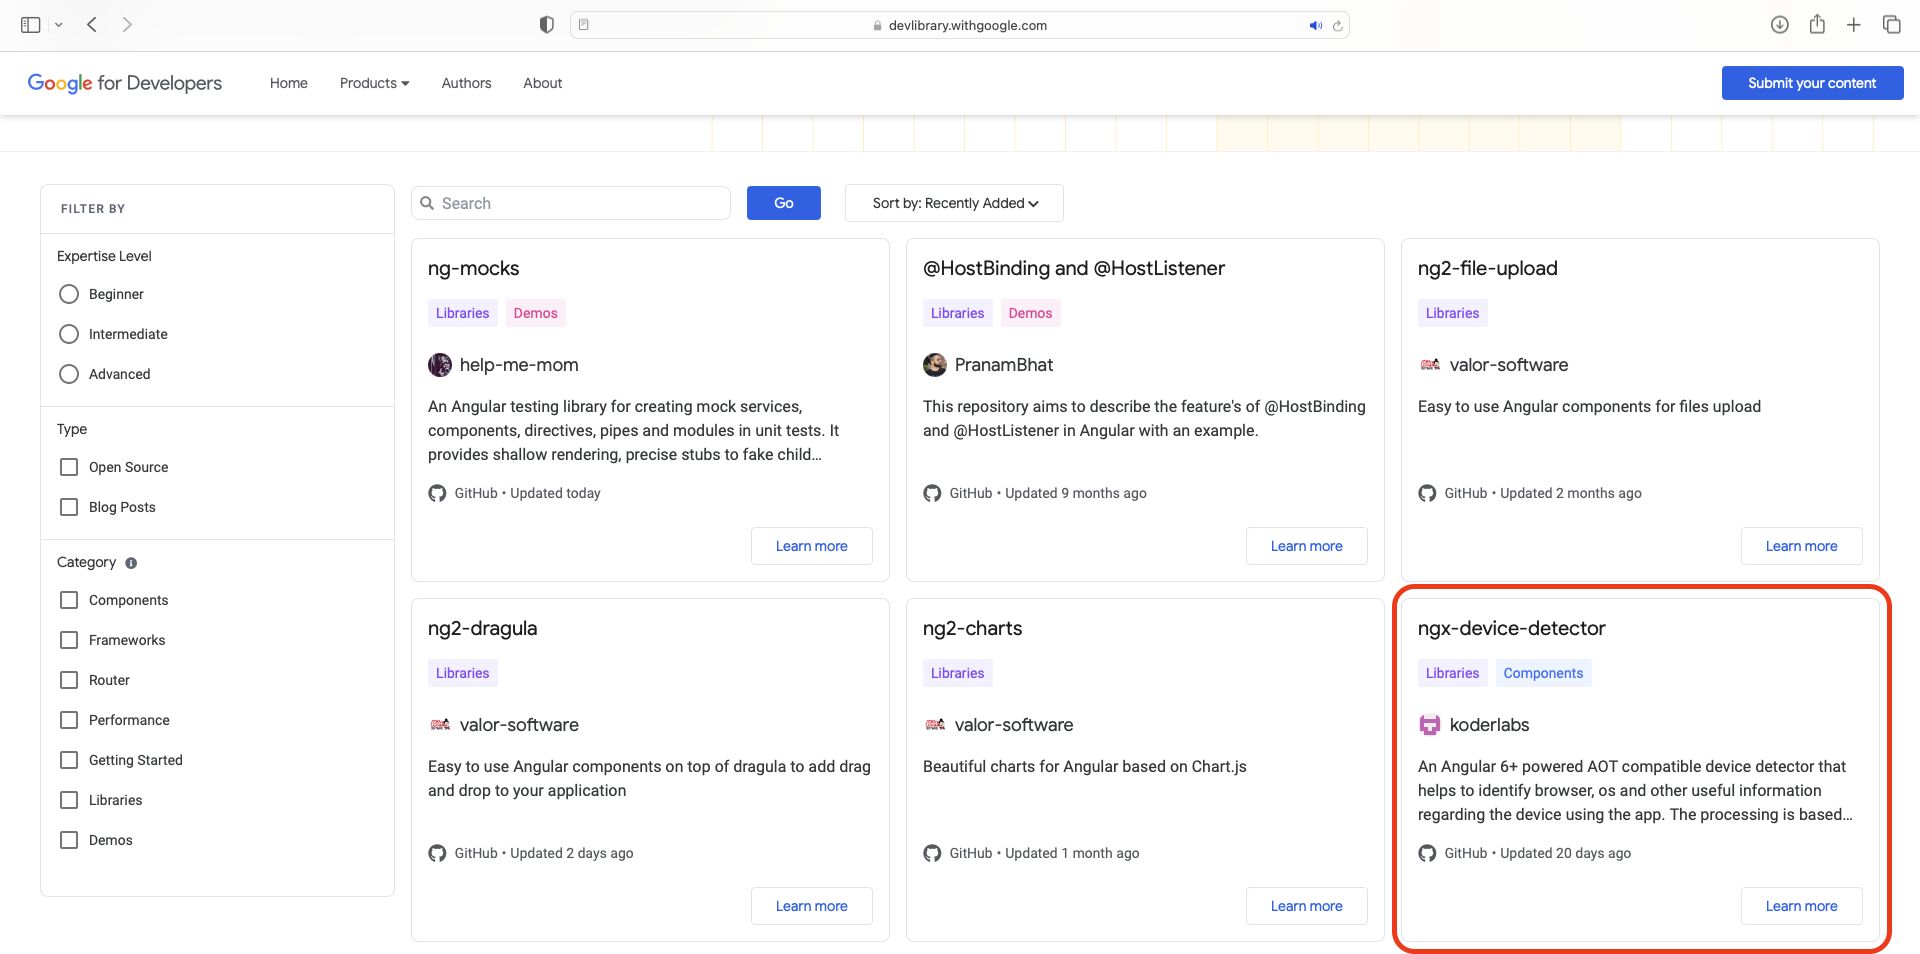 devlibrary.withgoogle.com
Google for Developers
Home
Products
Authors
About
Submit your content
FILTER BY
Expertise Level
Beginner
Intermediate
Advanced
Type
Open Source
Blog Posts
Category
Components
Frameworks
Router
Performance
Getting Started
Libraries
Demos
Search
Go
Sort by: Recently Added
ng-mocks
Libraries
Demos
help-me-mom
An Angular testing library for creating mock services,
components, directives, pipes and modules in unit tests. It
provides shallow rendering, precise stubs to fake child...
GitHub • Updated today
Learn more
@HostBinding and @HostListener
Libraries
Demos
PranamBhat
This repository aims to describe the feature's of @HostBinding
and @HostListener in Angular with an example.
GitHub • Updated 9 months ago
Learn more
ng2-file-upload
Libraries
valor-software
Easy to use Angular components for files upload
GitHub • Updated 2 months ago
Learn more
ng2-dragula
Libraries
valor-software
Easy to use Angular components on top of dragula to add drag
and drop to your application
GitHub • Updated 2 days ago
Learn more
ng2-charts
Libraries
valor-software
Beautiful charts for Angular based on Chart.js
GitHub • Updated 1 month ago
Learn more
ngx-device-detector
Libraries
Components
koderlabs
An Angular 6+ powered AOT compatible device detector that
helps to identify browser, os and other useful information
regarding the device using the app. The processing is based...
GitHub • Updated 20 days ago
Learn more